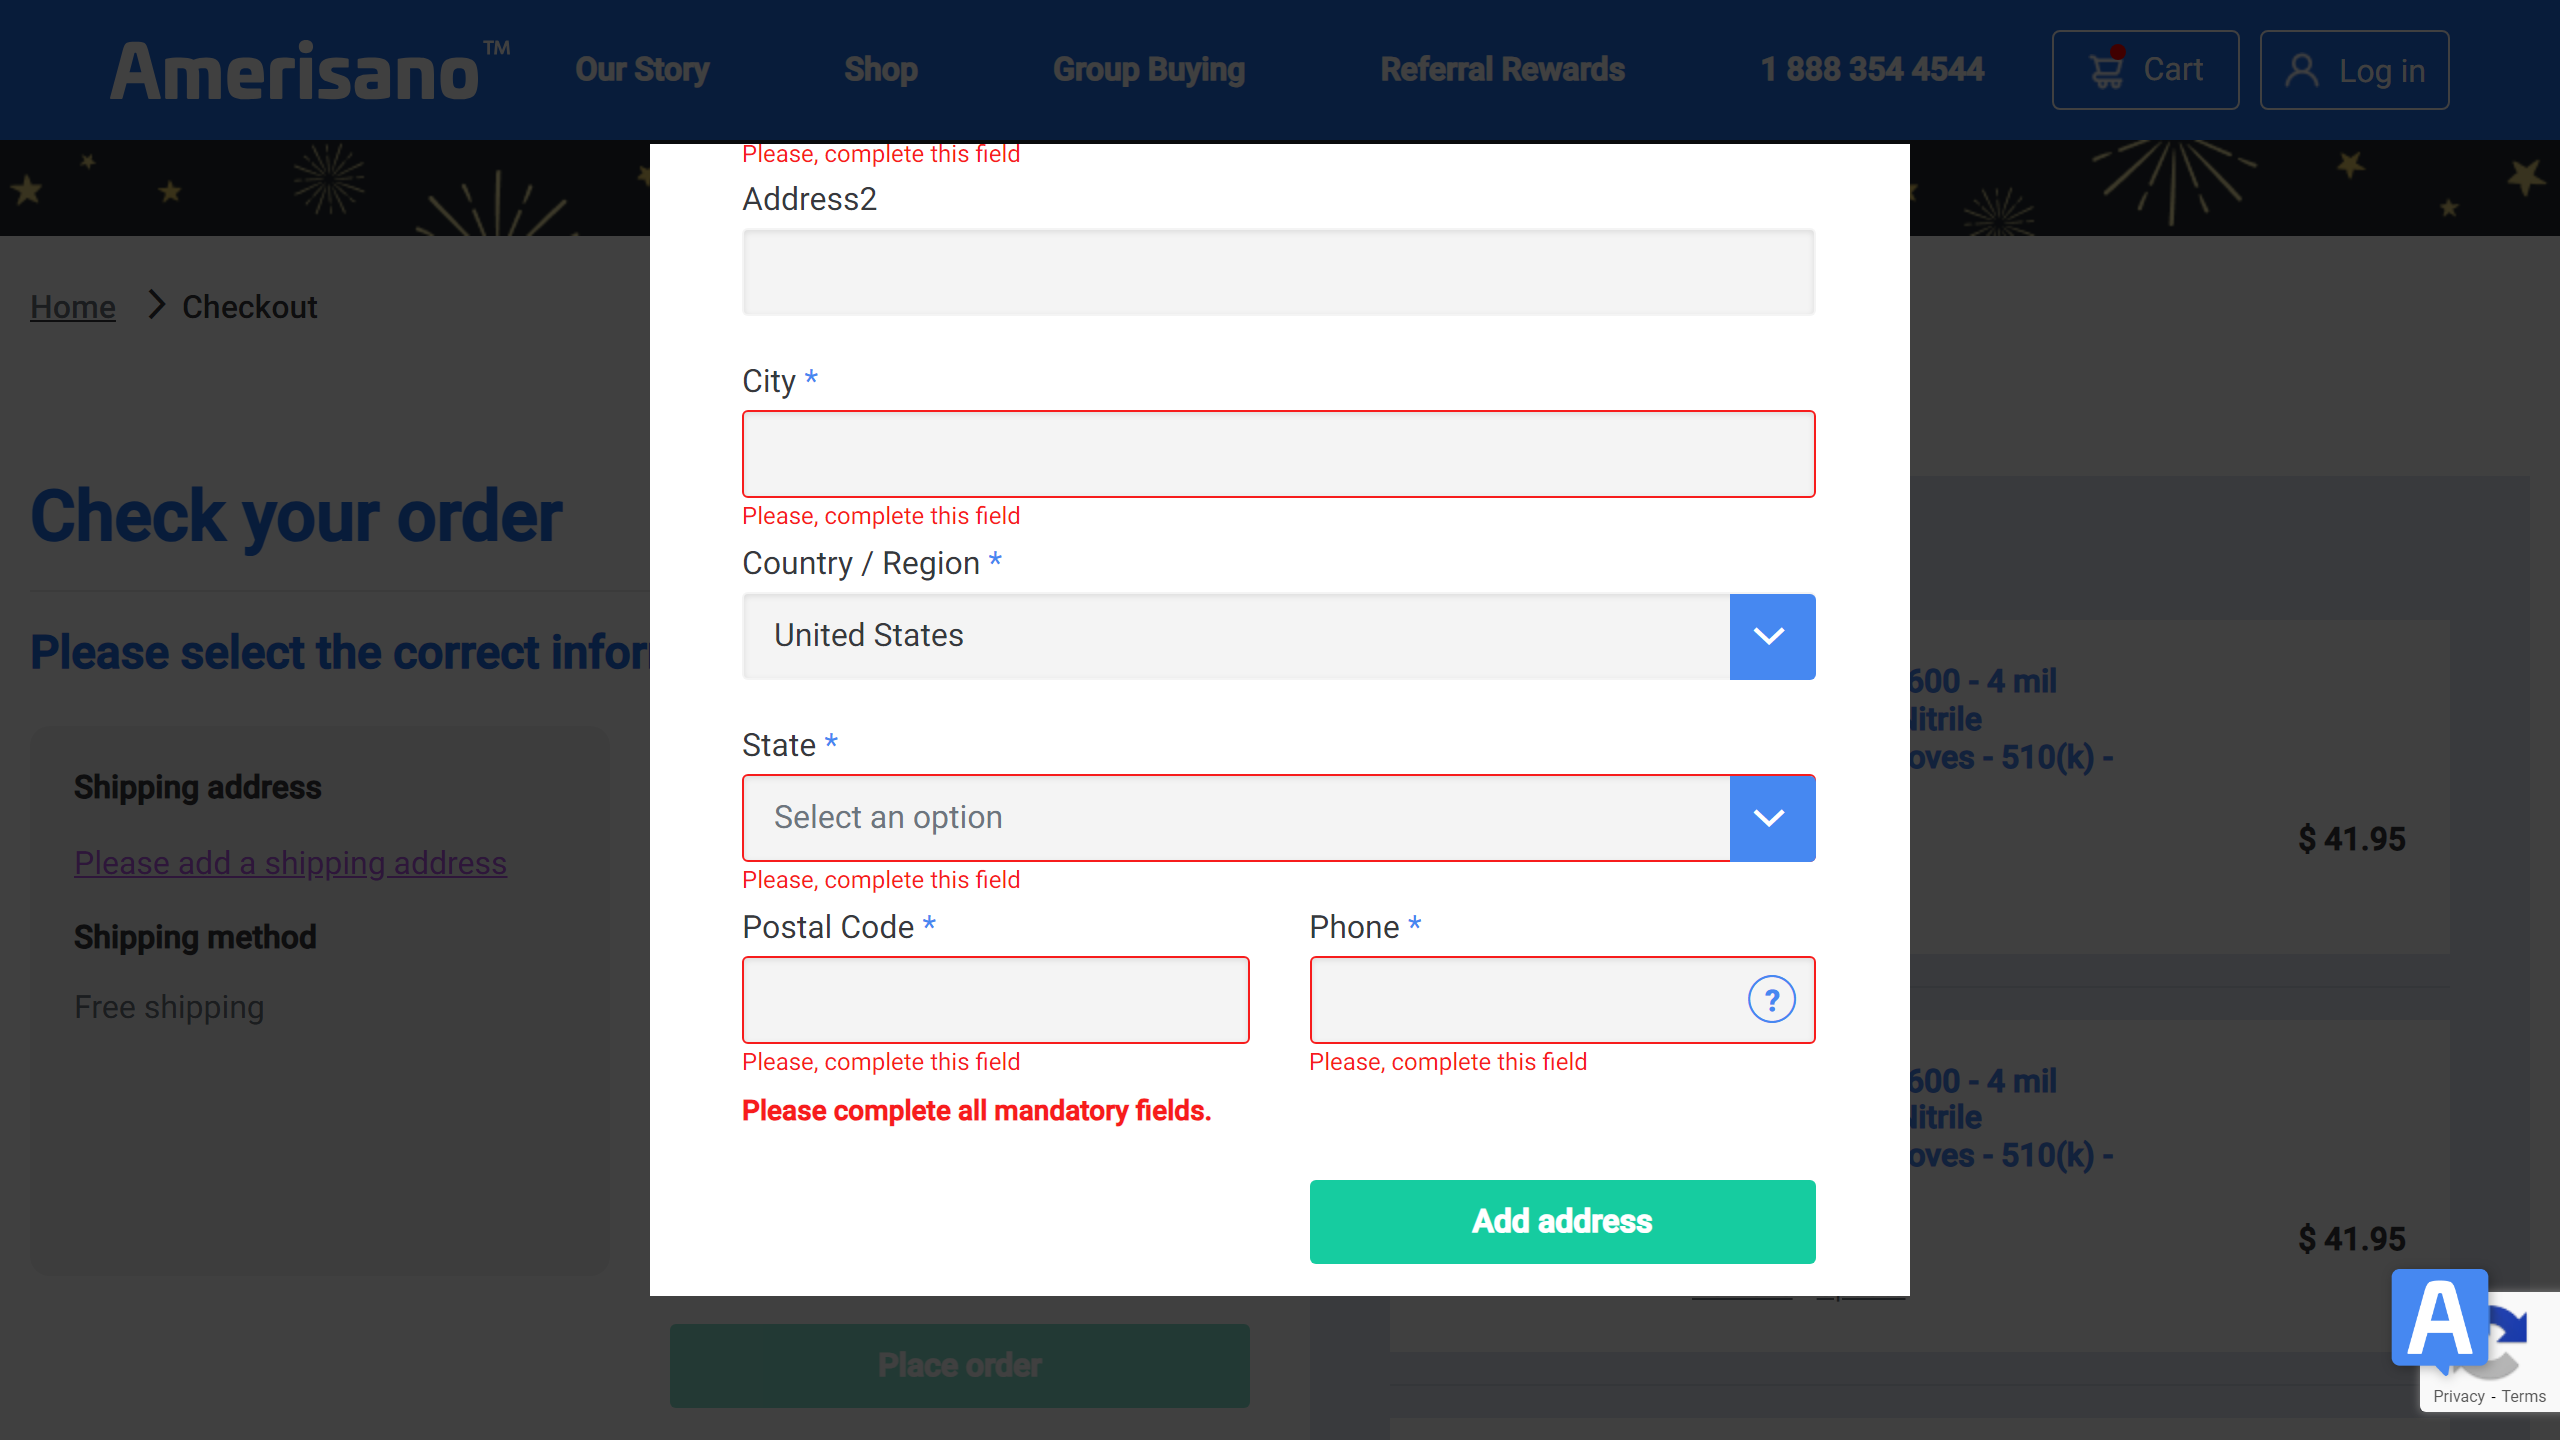 Amerisano™
Our Story
Shop
Group Buying
Referral Rewards
1 888 354 4544
Cart
Log in
Home
Checkout
Check your order
Please select the correct infor
Shipping address
Please add a shipping address
Shipping method
Free shipping
Please, complete this field
Address2
City *
Please, complete this field
Country / Region *
United States
State *
Select an option
Please, complete this field
Postal Code *
Phone *
?
Please, complete this field
Please, complete this field
Please complete all mandatory fields.
Add address
Place order
600 - 4 mil
litrile
oves - 510(k) -
$ 41.95
600 - 4 mil
litrile
oves - 510(k) -
$ 41.95
A
Privacy - Terms